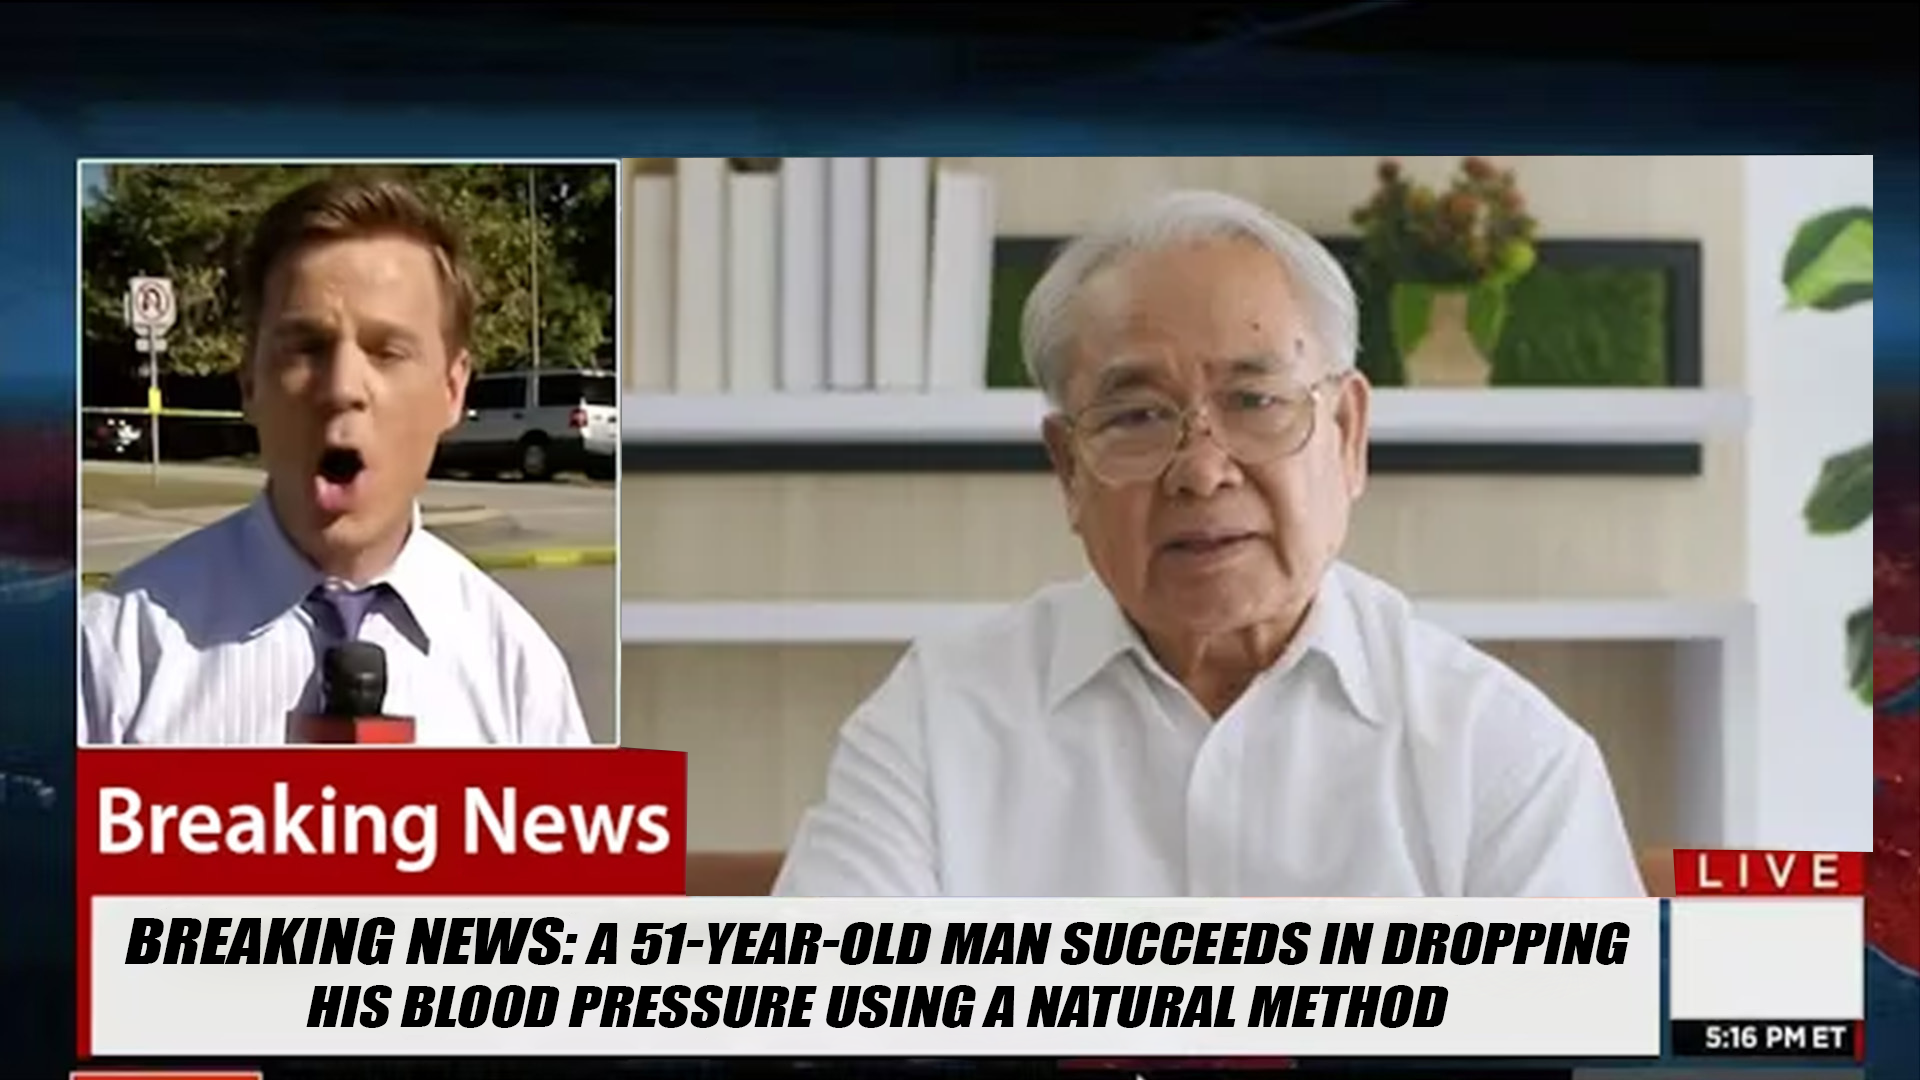 Breaking News
LIVE
BREAKING NEWS: A 51-YEAR-OLD MAN SUCCEEDS IN DROPPING
HIS BLOOD PRESSURE USING A NATURAL METHOD
5:16 PM ET